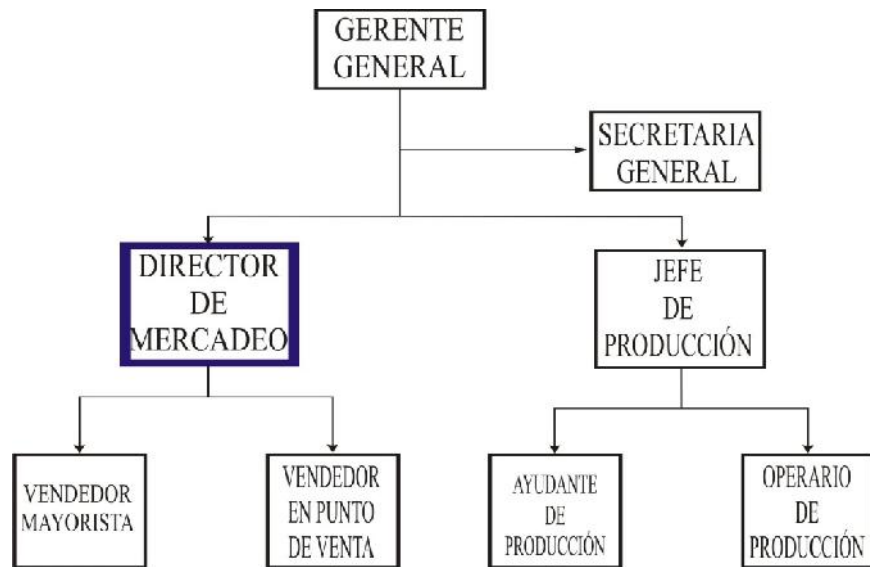 GERENTE
GENERAL
SECRETARIA
GENERAL
DIRECTOR
DE
MERCADEO
JEFE
DE
PRODUCCIÓN
VENDEDOR
MAYORISTA
VENDEDOR
EN PUNTO
DE VENTA
AYUDANTE
DE
PRODUCCIÓN
OPERARIO
DE
PRODUCCIÓN